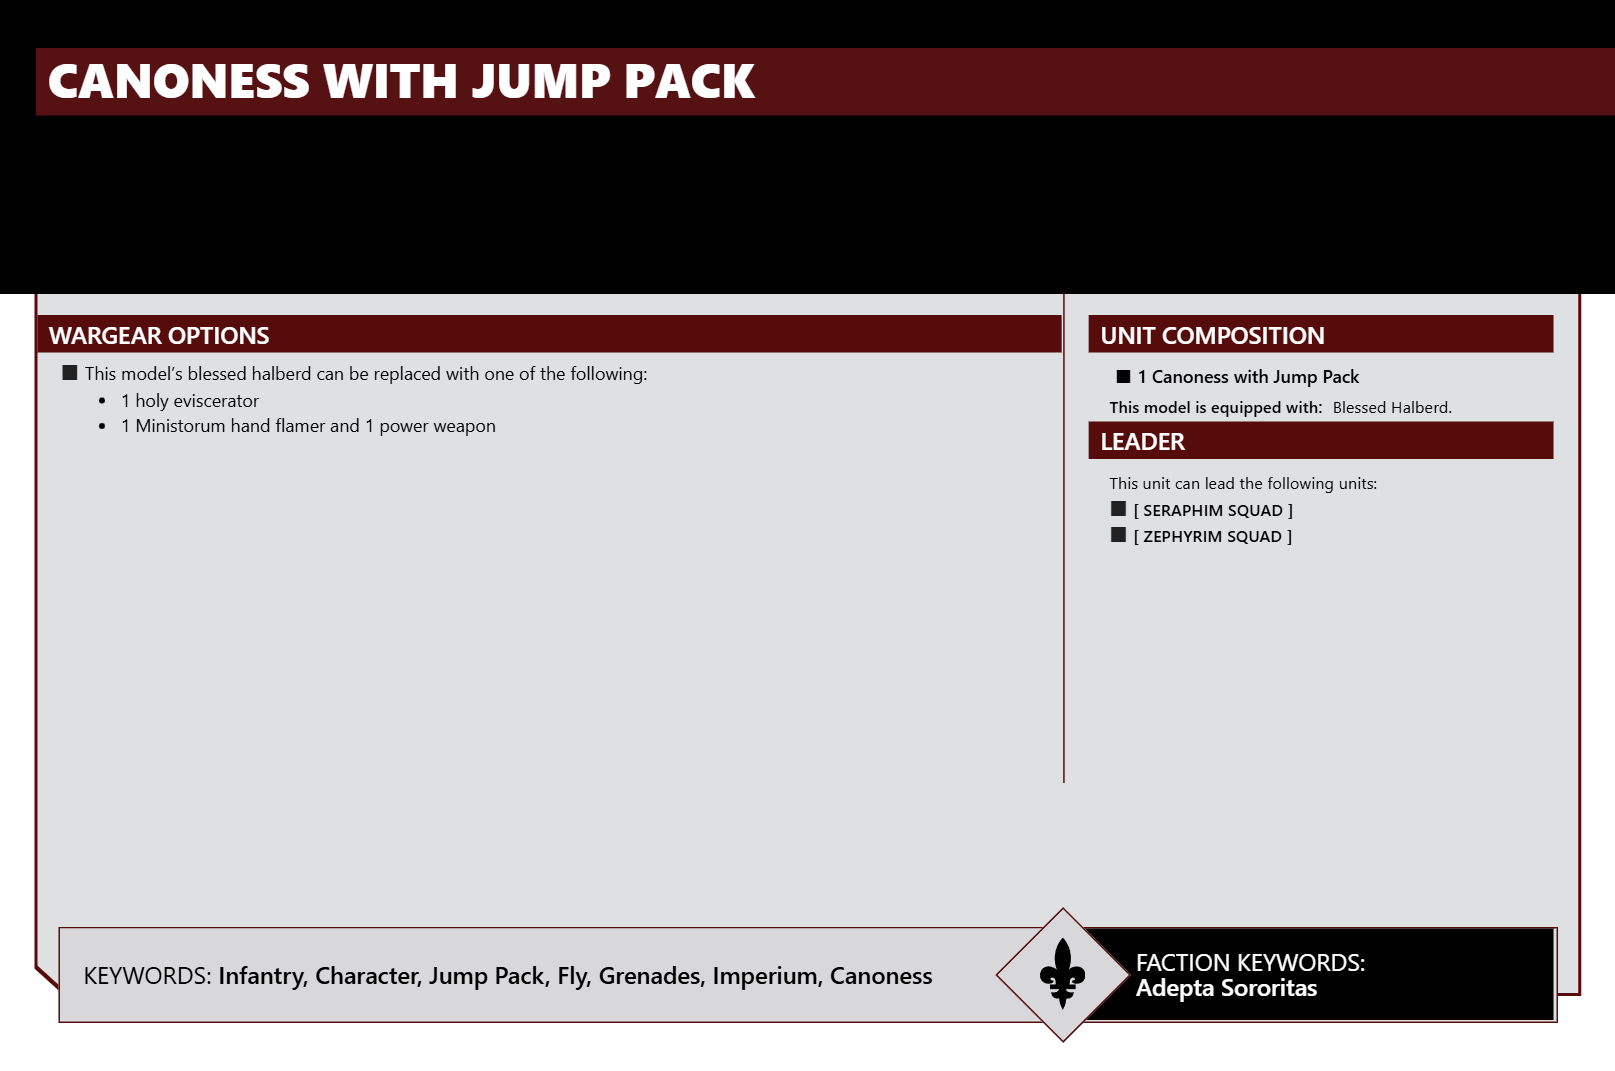 CANONESS WITH JUMP PACK
WARGEAR OPTIONS
■ This model’s blessed halberd can be replaced with one of the following:
• 1 holy eviscerator
• 1 Ministorum hand flamer and 1 power weapon
UNIT COMPOSITION
■ 1 Canoness with Jump Pack
This model is equipped with: Blessed Halberd.
LEADER
This unit can lead the following units:
■ [ SERAPHIM SQUAD ]
■ [ ZEPHYRIM SQUAD ]
KEYWORDS: Infantry, Character, Jump Pack, Fly, Grenades, Imperium, Canoness
FACTION KEYWORDS:
Adepta Sororitas